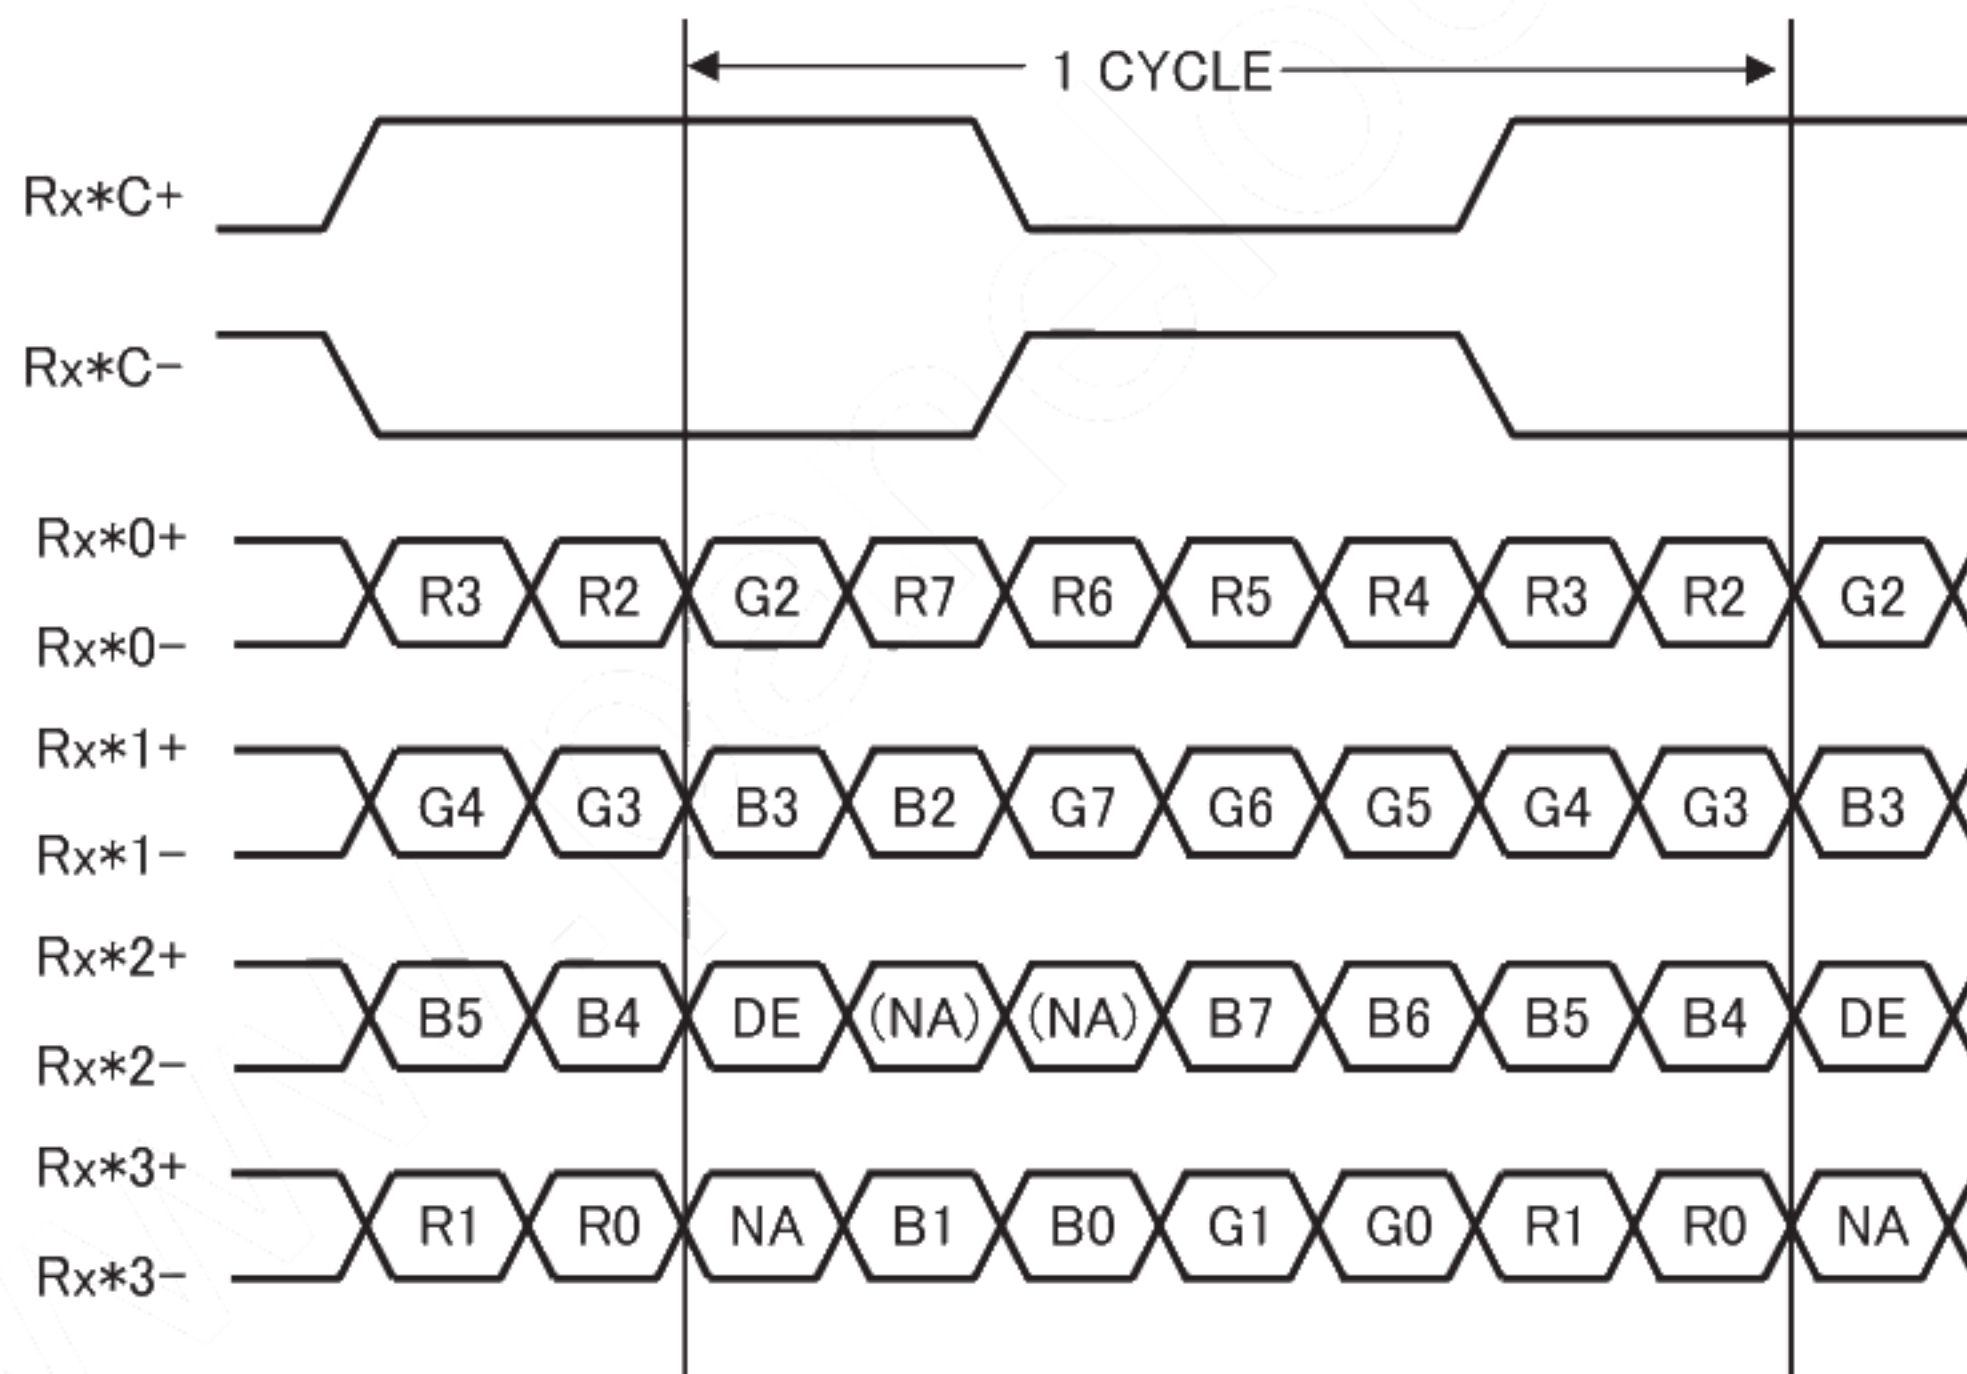 1 CYCLE
Rx*C+
Rx*C-
Rx*0+
R3 R2 G2 R7 R6 R5 R4 R3 R2 G2
Rx*0-
Rx*1+
G4 G3 B3 B2 G7 G6 G5 G4 G3 B3
Rx*1-
Rx*2+
B5 B4 DE (NA) (NA) B7 B6 B5 B4 DE
Rx*2-
Rx*3+
R1 R0 NA B1 B0 G1 G0 R1 R0 NA
Rx*3-